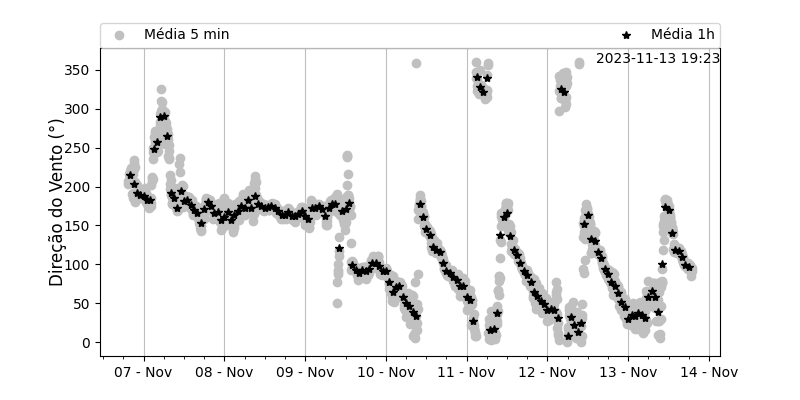 Média 5 min
Média 1h
2023-11-13 19:23
Direção do Vento (°)
350
300
250
200
150
100
50
0
07 - Nov
08 - Nov
09 - Nov
10 - Nov
11 - Nov
12 - Nov
13 - Nov
14 - Nov